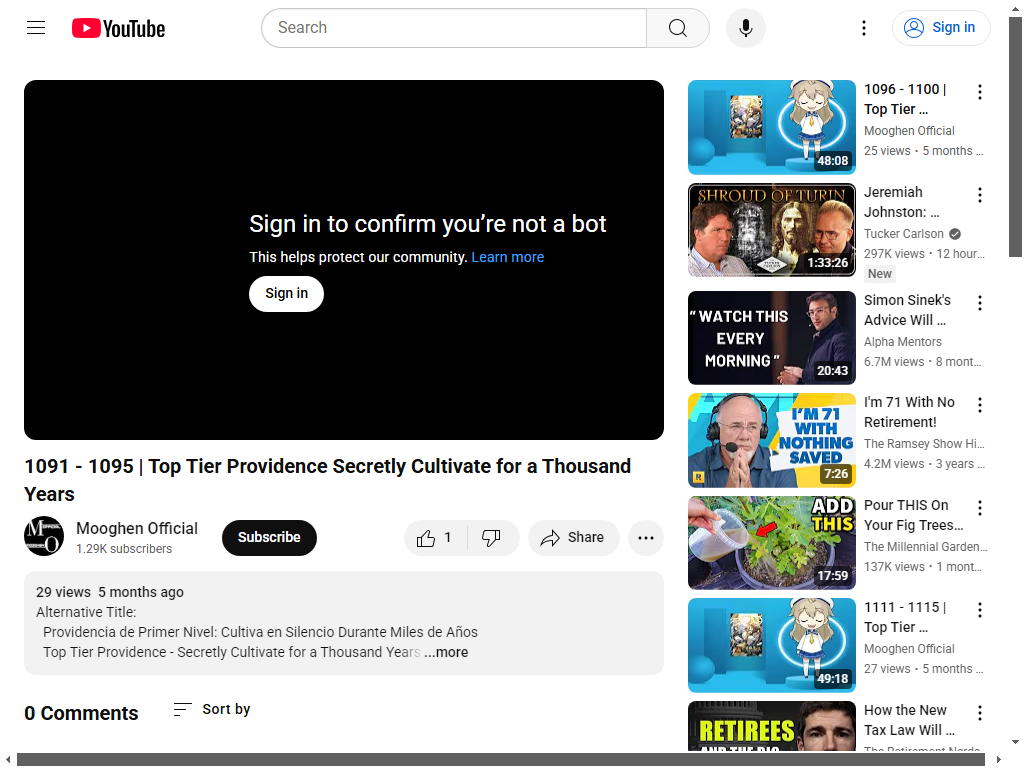 YouTube
Search
Sign in
Sign in to confirm you’re not a bot
This helps protect our community. Learn more
Sign in
1091 - 1095 | Top Tier Providence Secretly Cultivate for a Thousand
Years
Mooghen Official
1.29K subscribers
Subscribe
1
Share
29 views 5 months ago
Alternative Title:
Providencia de Primer Nivel: Cultiva en Silencio Durante Miles de Años
Top Tier Providence - Secretly Cultivate for a Thousand Years ...more
0 Comments
Sort by
48:08
1096 - 1100 |
Top Tier ...
Mooghen Official
25 views • 5 months ...
SHROUD OF TURIN
1:33:26
Jeremiah
Johnston: ...
Tucker Carlson
297K views • 12 hour...
New
“ WATCH THIS
EVERY
MORNING ”
20:43
Simon Sinek's
Advice Will ...
Alpha Mentors
6.7M views • 8 mont...
I'M 71
WITH
NOTHING
SAVED
R
7:26
I'm 71 With No
Retirement!
The Ramsey Show Hi...
4.2M views • 3 years ...
ADD
THIS
17:59
Pour THIS On
Your Fig Trees...
The Millennial Garden...
137K views • 1 mont...
49:18
1111 - 1115 |
Top Tier ...
Mooghen Official
27 views • 5 months ...
RETIREES
AND THE BIG
How the New
Tax Law Will ...
The Retirement Nerds